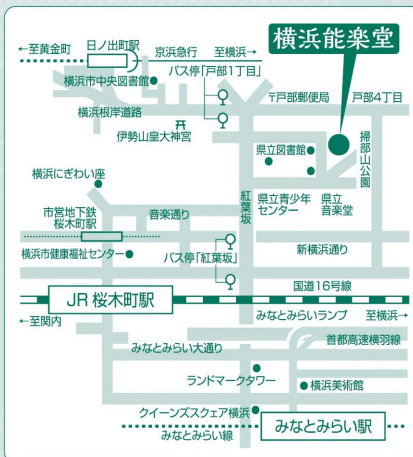 横浜能楽堂
←至黄金町
日ノ出町駅
京浜急行
至横浜→
バス停「戸部1丁目」
横浜市中央図書館
〒戸部郵便局
戸部4丁目
横浜根岸道路
伊勢山皇大神宮
県立図書館
掃部山公園
横浜にぎわい座
紅葉坂
県立青少年
センター
県立
音楽堂
市営地下鉄
桜木町駅
音楽通り
新横浜通り
横浜市健康福祉センター
バス停「紅葉坂」
国道16号線
JR 桜木町駅
←至関内
みなとみらいランプ
至横浜→
みなとみらい大通り
首都高速横羽線
ランドマークタワー
横浜美術館
クイーンズスクェア横浜
みなとみらい線
みなとみらい駅